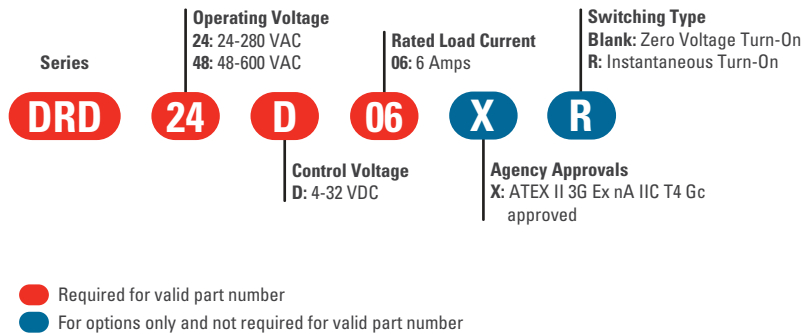 Series
Operating Voltage
24: 24-280 VAC
48: 48-600 VAC
Rated Load Current
06: 6 Amps
Switching Type
Blank: Zero Voltage Turn-On
R: Instantaneous Turn-On
DRD 24 D 06 X R
Control Voltage
D: 4-32 VDC
Agency Approvals
X: ATEX II 3G Ex nA IIC T4 Gc
approved
Required for valid part number
For options only and not required for valid part number